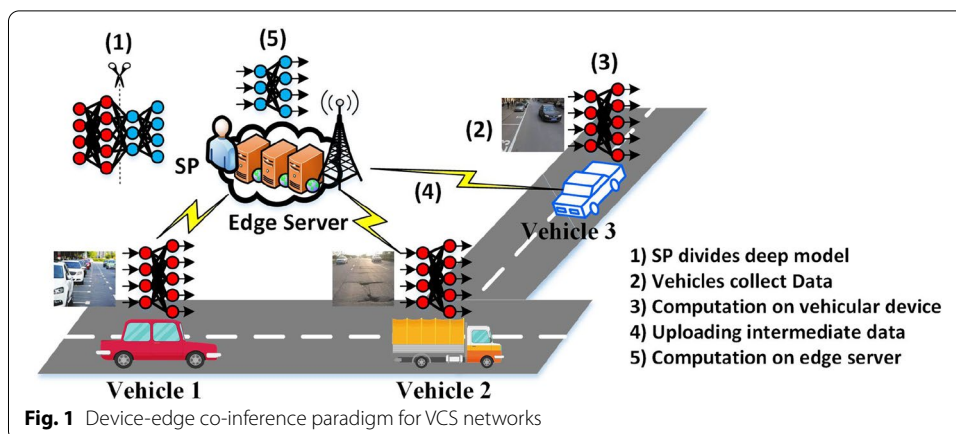 (1)
(5)
(3)
(2)
SP
(4)
Edge Server
Vehicle 3
Vehicle 1
Vehicle 2
1) SP divides deep model
2) Vehicles collect Data
3) Computation on vehicular device
4) Uploading intermediate data
5) Computation on edge server
Fig. 1 Device-edge co-inference paradigm for VCS networks